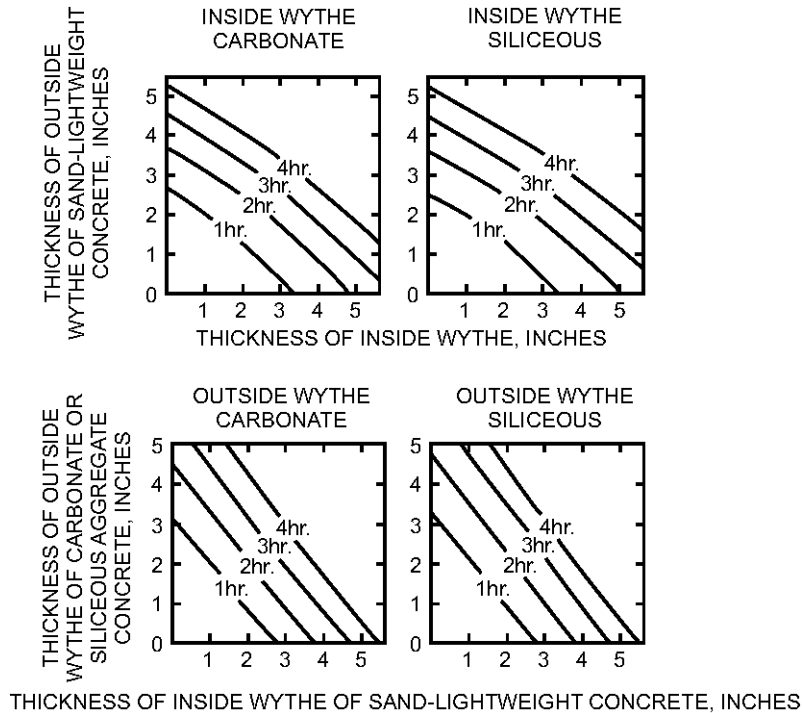 INSIDE WYTHE
CARBONATE
INSIDE WYTHE
SILICEOUS
THICKNESS OF OUTSIDE
WYTHE OF SAND-LIGHTWEIGHT
CONCRETE, INCHES
5
4
3
2
1
0
4hr.
3hr.
2hr.
1hr.
1 2 3 4 5
5
4
3
2
1
0
4hr.
3hr.
2hr.
1hr.
1 2 3 4 5
THICKNESS OF INSIDE WYTHE, INCHES
OUTSIDE WYTHE
CARBONATE
OUTSIDE WYTHE
SILICEOUS
THICKNESS OF OUTSIDE
WYTHE OF CARBONATE OR
SILICEOUS AGGREGATE
CONCRETE, INCHES
5
4
3
2
1
0
4hr.
3hr.
2hr.
1hr.
1 2 3 4 5
5
4
3
2
1
0
4hr.
3hr.
2hr.
1hr.
1 2 3 4 5
THICKNESS OF INSIDE WYTHE OF SAND-LIGHTWEIGHT CONCRETE, INCHES